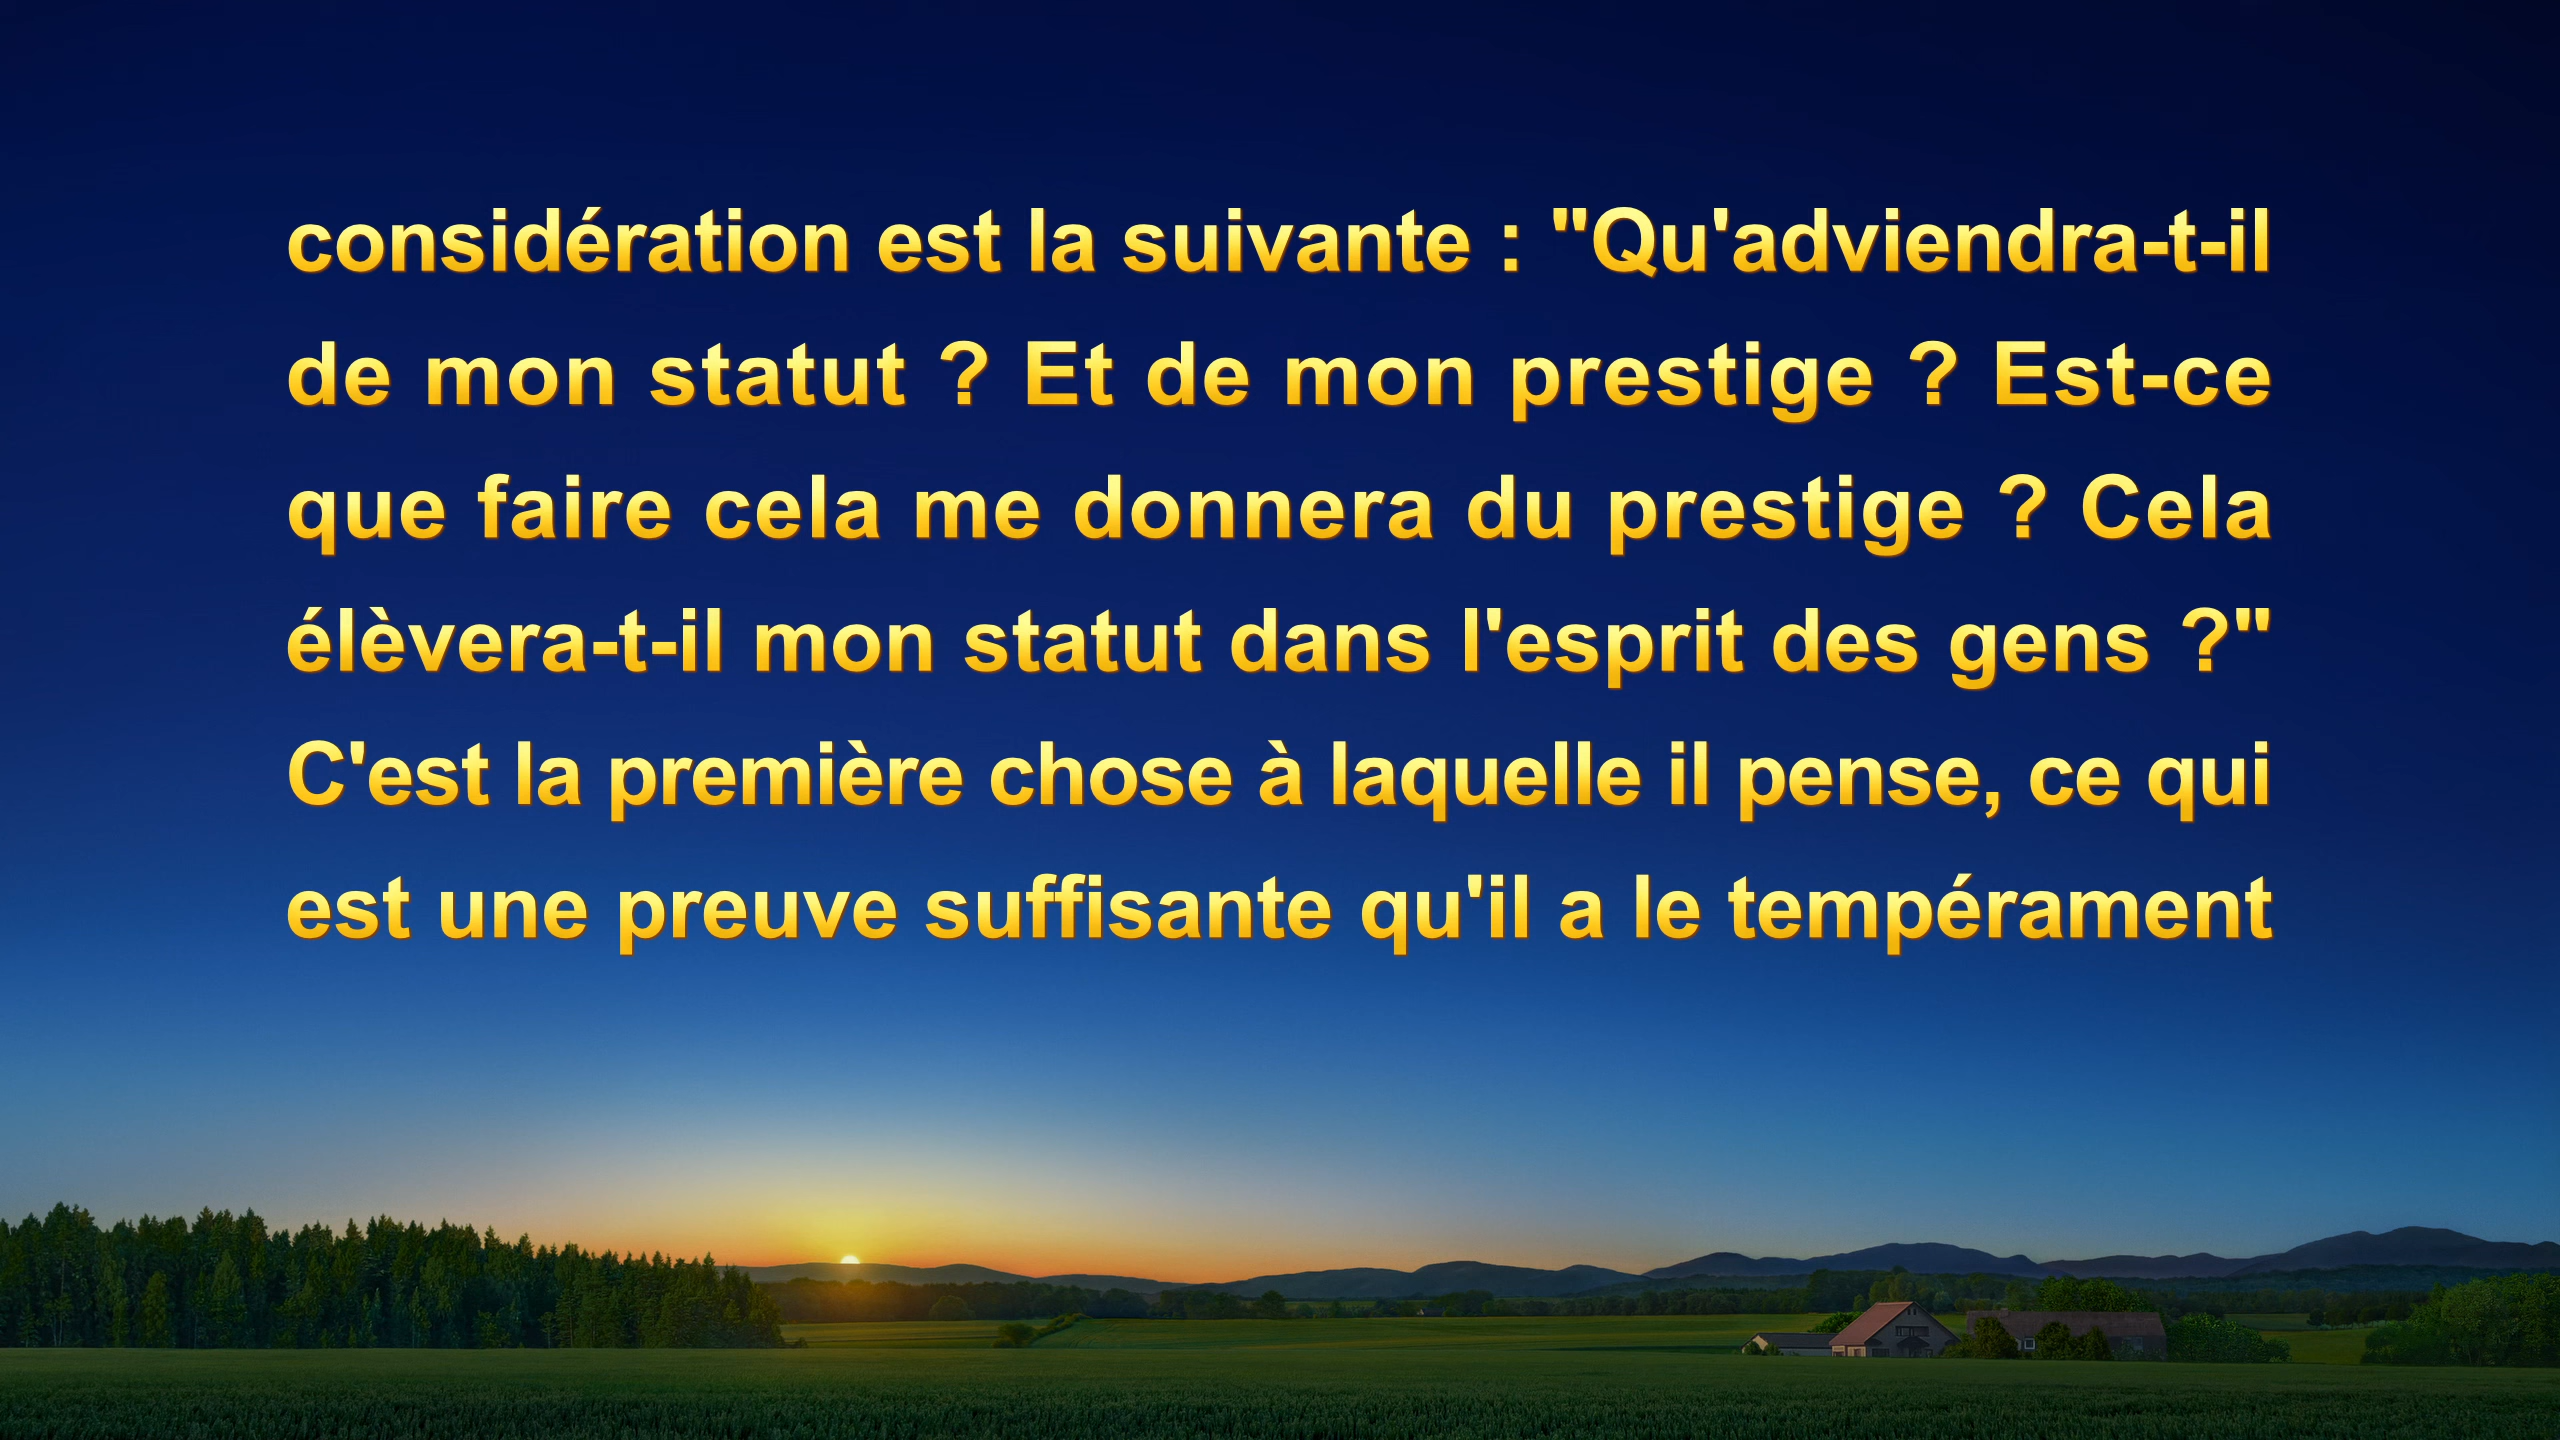 considération est la suivante : "Qu'adviendra-t-il
de mon statut ? Et de mon prestige ? Est-ce
que faire cela me donnera du prestige ? Cela
élèvera-t-il mon statut dans l'esprit des gens ?"
C'est la première chose à laquelle il pense, ce qui
est une preuve suffisante qu'il a le tempérament